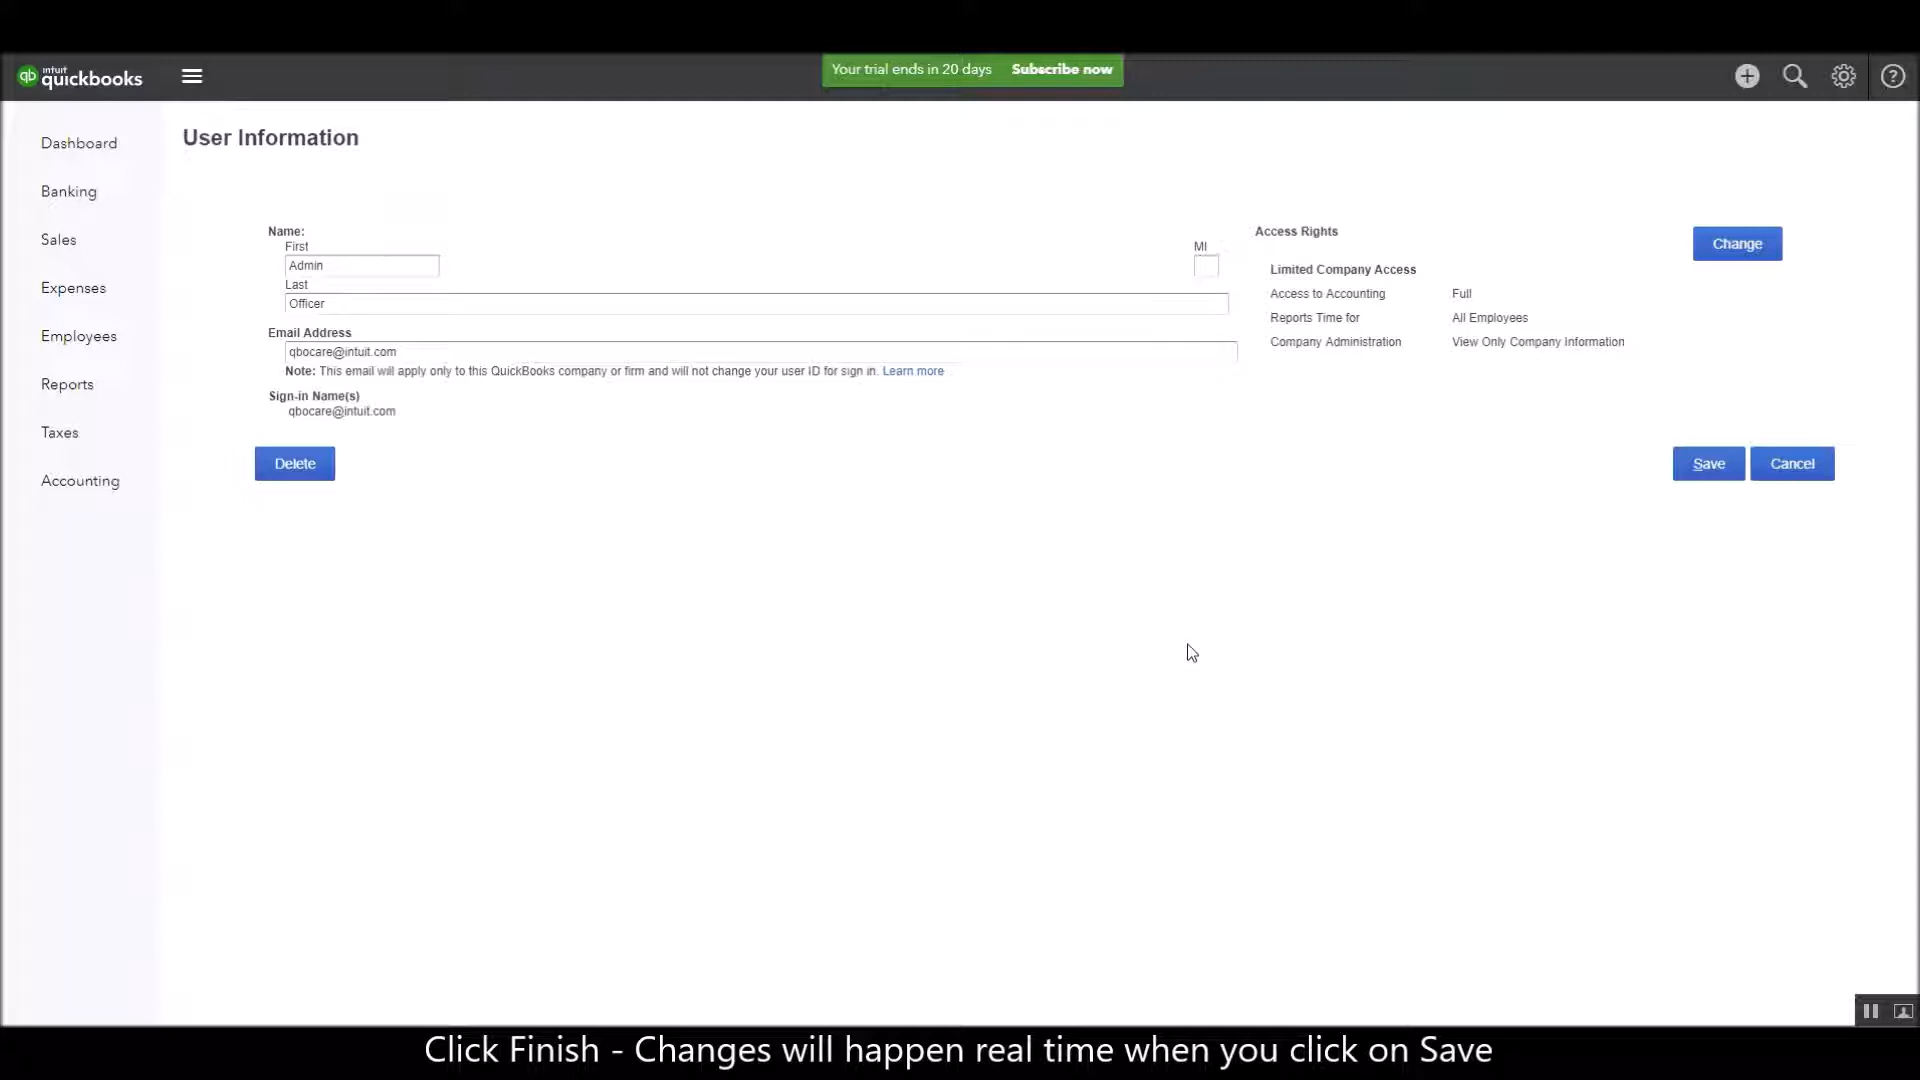 intuit
qb quickbooks
Your trial ends in 20 days Subscribe now
Dashboard
Banking
Sales
Expenses
Employees
Reports
Taxes
Accounting
User Information
Name:
First
MI
Admin
Last
Officer
Email Address
qbocare@intuit.com
Note: This email will apply only to this QuickBooks company or firm and will not change your user ID for sign in. Learn more
Sign-in Name(s)
qbocare@intuit.com
Access Rights
Change
Limited Company Access
Access to Accounting Full
Reports Time for All Employees
Company Administration View Only Company Information
Delete
Save Cancel
Click Finish - Changes will happen real time when you click on Save